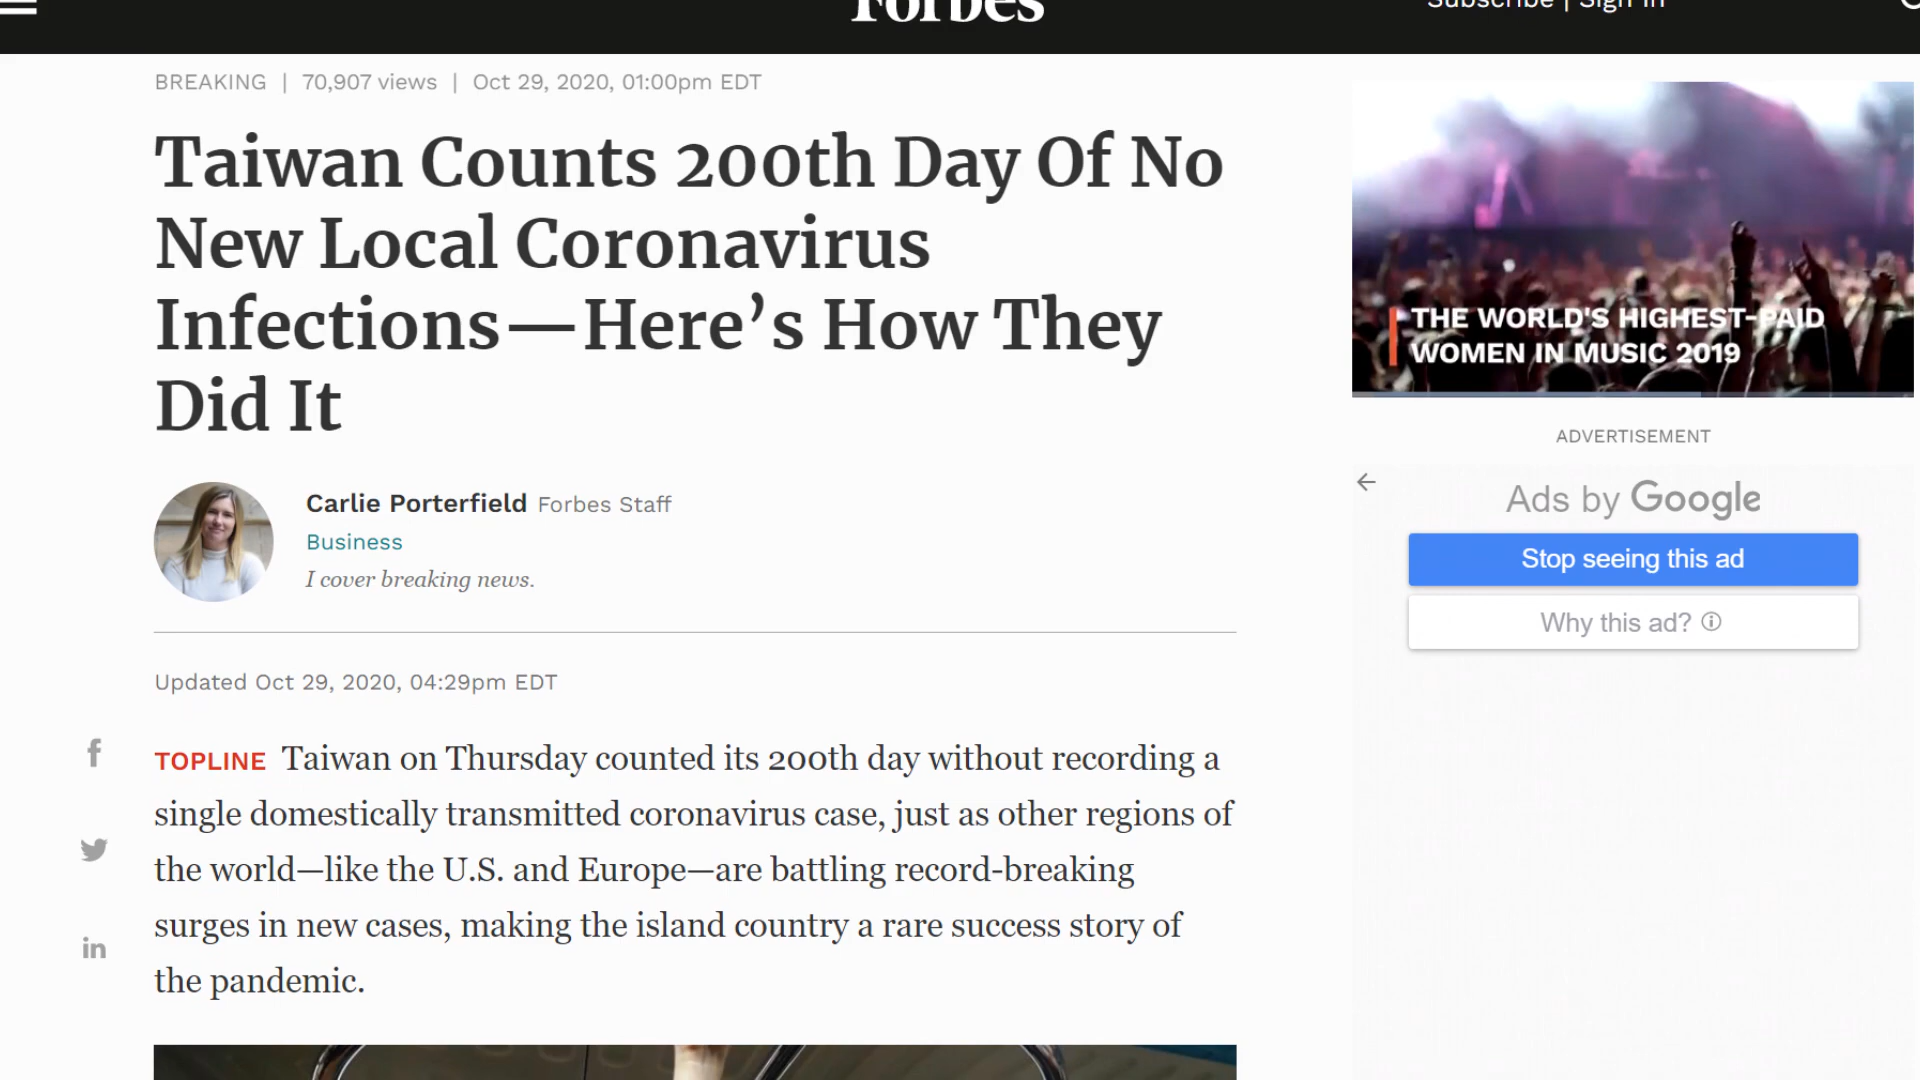 Forbes
Subscribe | Sign In
BREAKING | 70,907 views | Oct 29, 2020, 01:00pm EDT
Taiwan Counts 200th Day Of No
New Local Coronavirus
Infections—Here’s How They
Did It
Carlie Porterfield Forbes Staff
Business
I cover breaking news.
Updated Oct 29, 2020, 04:29pm EDT
TOPLINE Taiwan on Thursday counted its 200th day without recording a
single domestically transmitted coronavirus case, just as other regions of
the world—like the U.S. and Europe—are battling record-breaking
surges in new cases, making the island country a rare success story of
the pandemic.
THE WORLD'S HIGHEST-PAID
WOMEN IN MUSIC 2019
ADVERTISEMENT
Ads by Google
Stop seeing this ad
Why this ad?